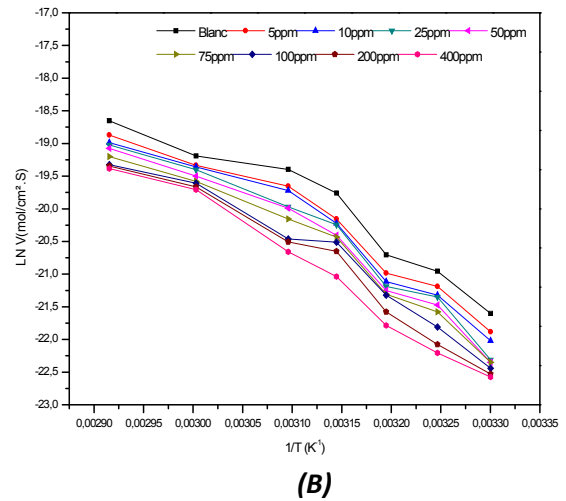 -17,0
Blanc 5ppm 10ppm 25ppm 50ppm
75ppm 100ppm 200ppm 400ppm
-17,5
-18,0
-18,5
-19,0
-19,5
-20,0
-20,5
-21,0
-21,5
-22,0
-22,5
-23,0
LN V(mol/cm². S)
0,00290 0,00295 0,00300 0,00305 0,00310 0,00315 0,00320 0,00325 0,00330 0,00335
1/T (K⁻¹)
(B)